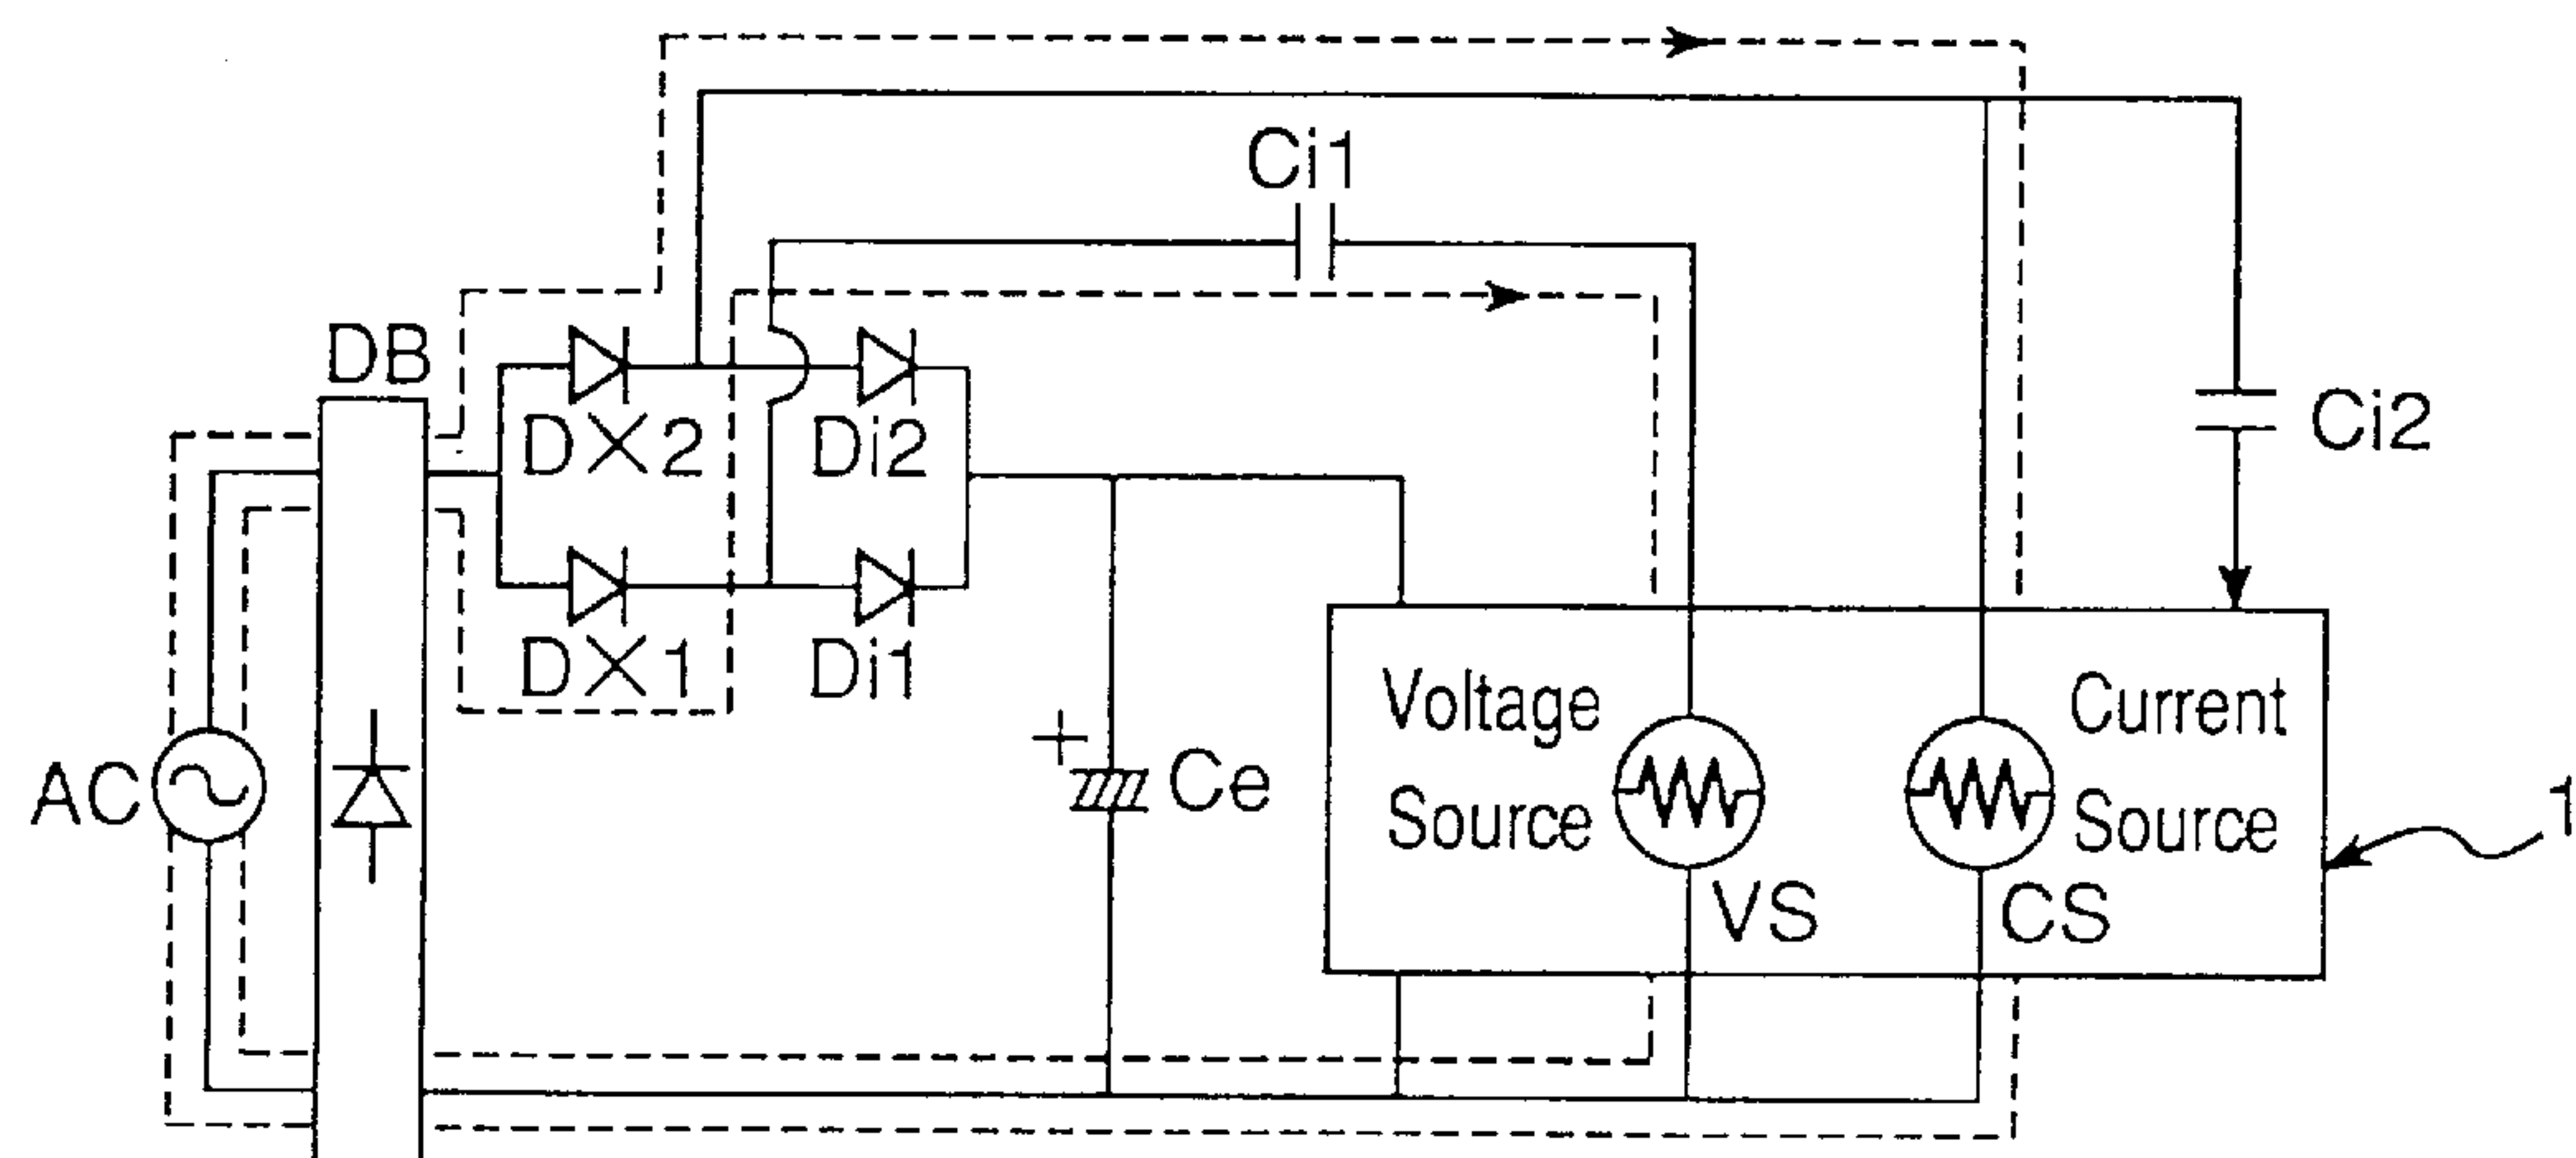 Ci1
DB
DX2
Di2
Ci2
DX1
Di1
AC
+
Ce
Voltage
Source
VS
Current
Source
CS
1